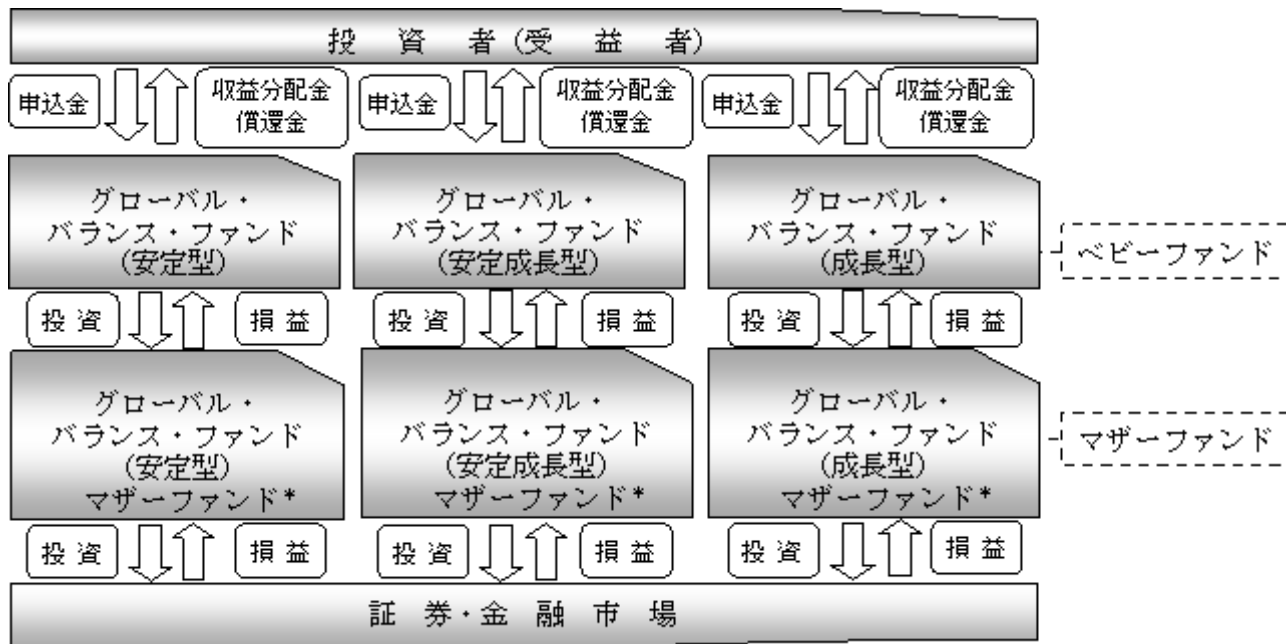 投資者(受益者)
申込金
収益分配金
償還金
申込金
収益分配金
償還金
申込金
収益分配金
償還金
グローバル・
バランス・ファンド
(安定型)
グローバル・
バランス・ファンド
(安定成長型)
グローバル・
バランス・ファンド
(成長型)
ベビーファンド
投資
損益
投資
損益
投資
損益
グローバル・
バランス・ファンド
(安定型)
マザーファンド*
グローバル・
バランス・ファンド
(安定成長型)
マザーファンド*
グローバル・
バランス・ファンド
(成長型)
マザーファンド*
マザーファンド
投資
損益
投資
損益
投資
損益
証券・金融市場